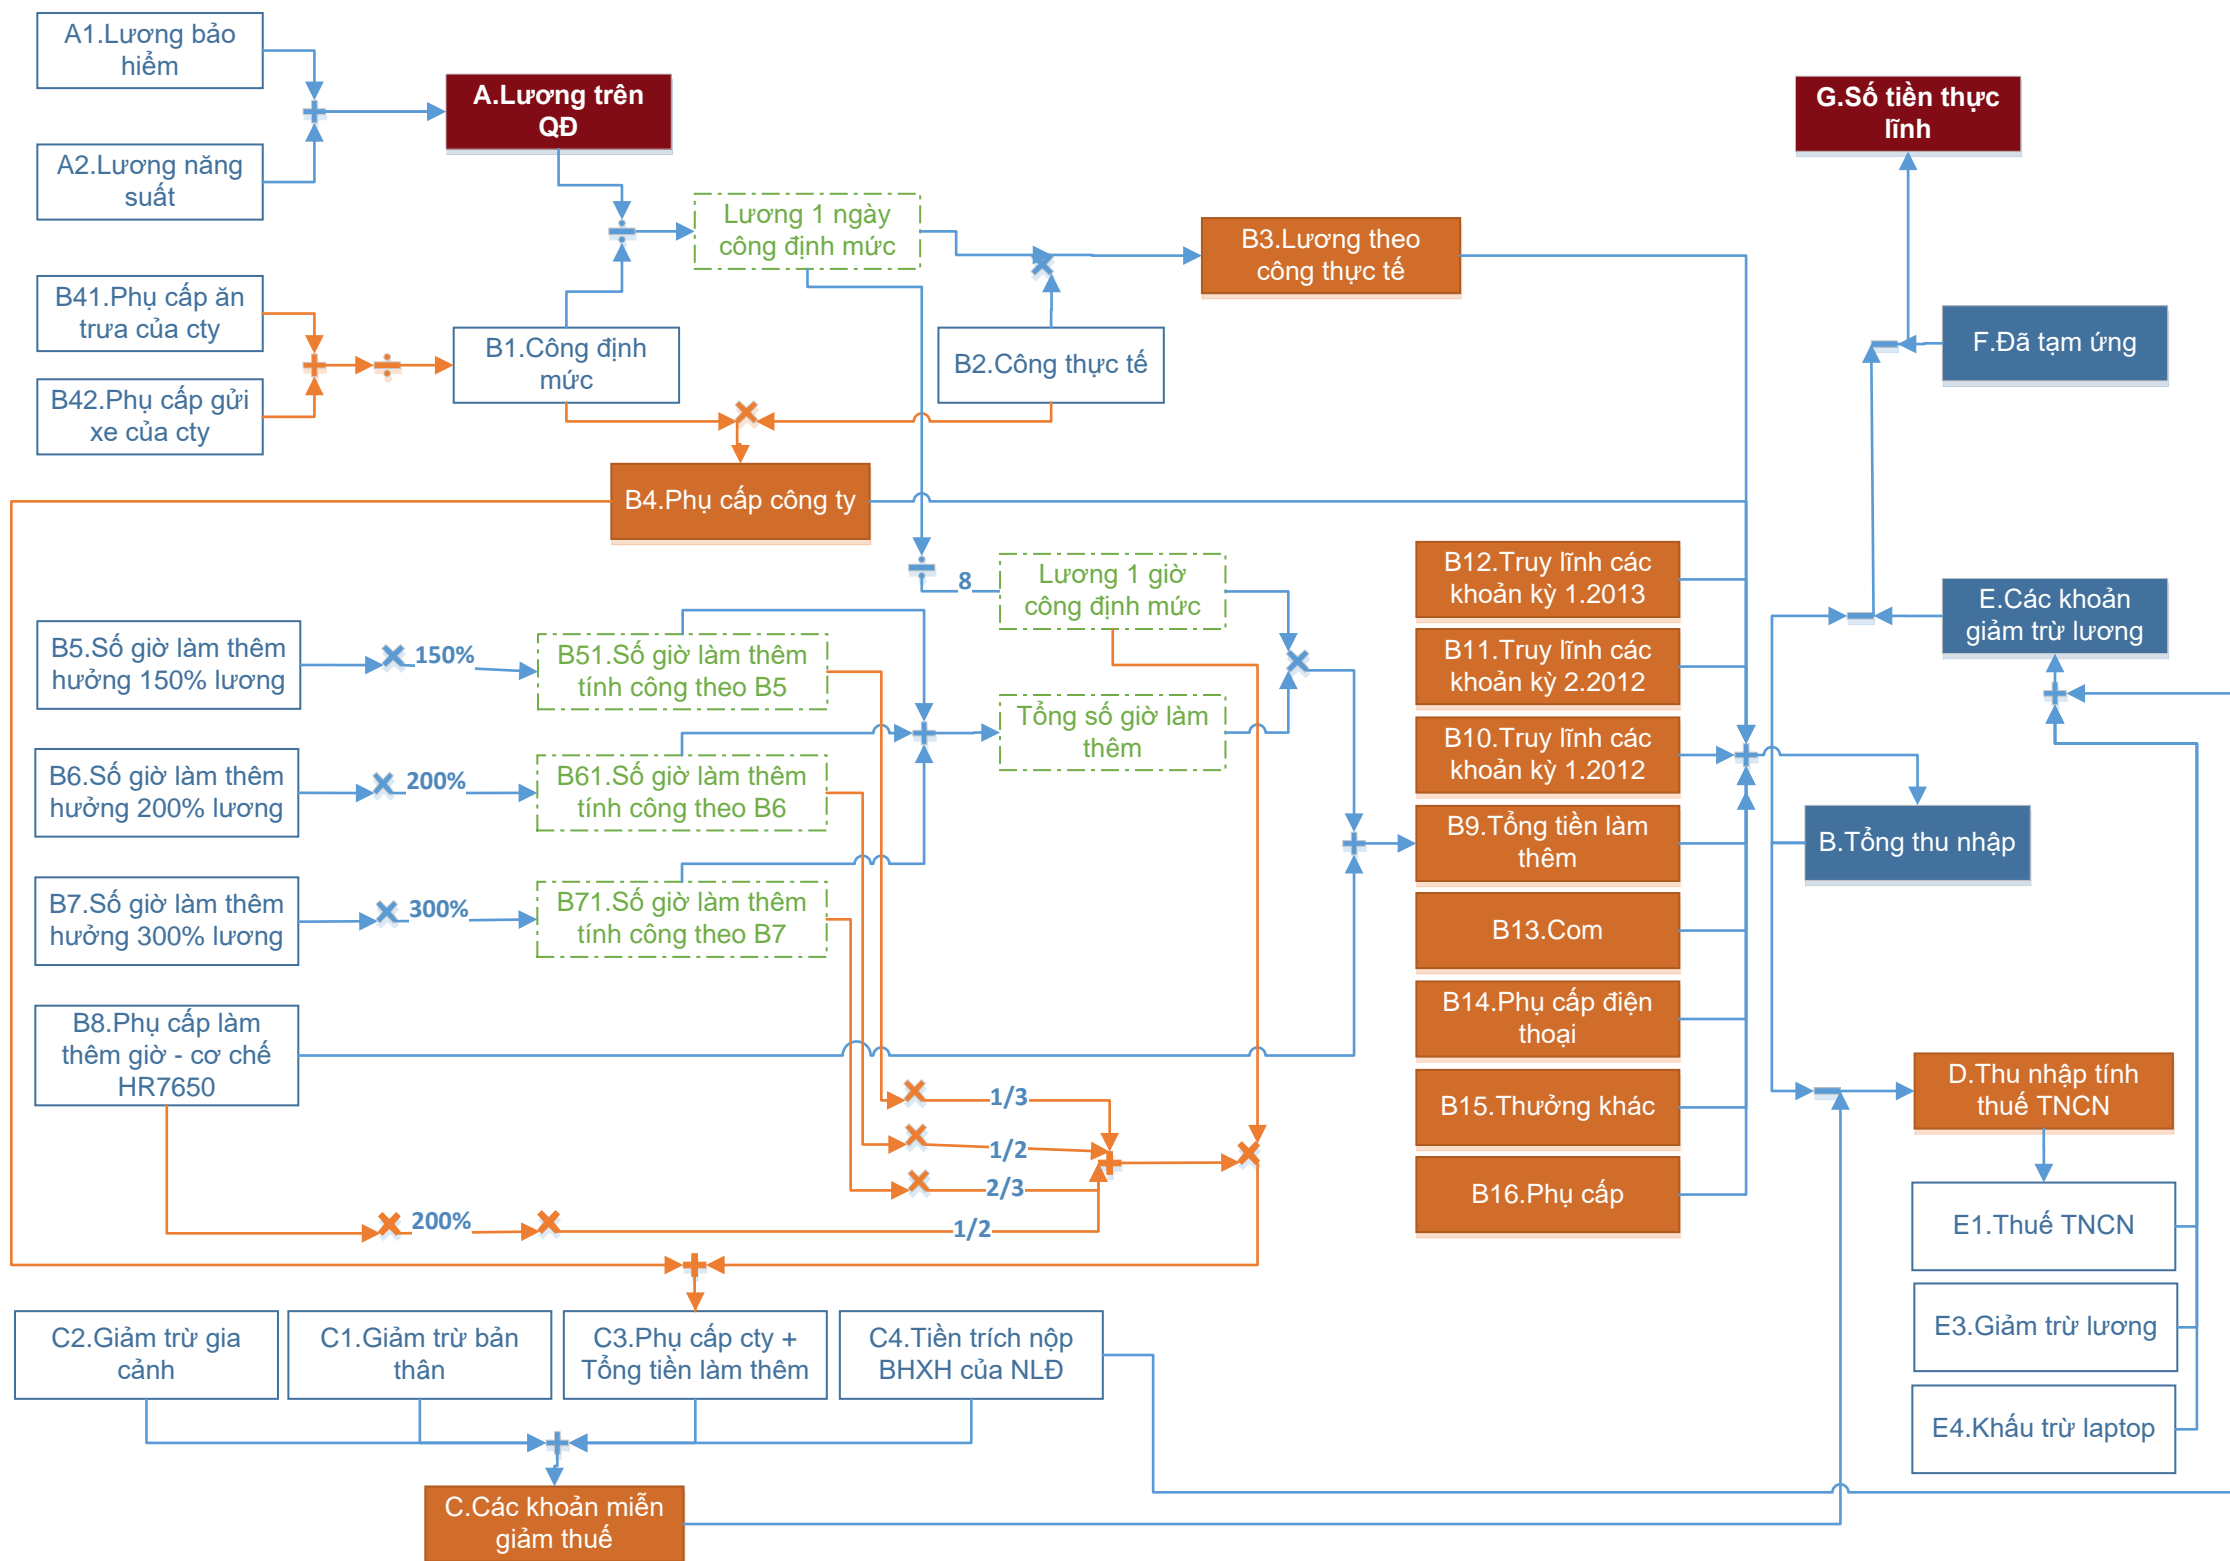 A1.Lương bảo
hiểm
A.Lương trên
QĐ
G.Số tiền thực
lĩnh
A2.Lương năng
suất
Lương 1 ngày
công định mức
B3.Lương theo
công thực tế
B41.Phụ cấp ăn
trưa của cty
B1.Công định
mức
B2.Công thực tế
F.Đã tạm ứng
B42.Phụ cấp gửi
xe của cty
B4.Phụ cấp công ty
8
Lương 1 giờ
công định mức
B12.Truy lĩnh các
khoản kỳ 1.2013
E.Các khoản
giảm trừ lương
B5.Số giờ làm thêm
hưởng 150% lương
150%
B51.Số giờ làm thêm
tính công theo B5
B11.Truy lĩnh các
khoản kỳ 2.2012
Tổng số giờ làm
thêm
B6.Số giờ làm thêm
hưởng 200% lương
200%
B61.Số giờ làm thêm
tính công theo B6
B10.Truy lĩnh các
khoản kỳ 1.2012
B9.Tổng tiền làm
thêm
B.Tổng thu nhập
B7.Số giờ làm thêm
hưởng 300% lương
300%
B71.Số giờ làm thêm
tính công theo B7
B13.Com
B8.Phụ cấp làm
thêm giờ - cơ chế
HR7650
B14.Phụ cấp điện
thoại
1/3
B15.Thưởng khác
D.Thu nhập tính
thuế TNCN
1/2
2/3
B16.Phụ cấp
200%
1/2
E1.Thuế TNCN
C2.Giảm trừ gia
cảnh
C1.Giảm trừ bản
thân
C3.Phụ cấp cty +
Tổng tiền làm thêm
C4.Tiền trích nộp
BHXH của NLĐ
E3.Giảm trừ lương
E4.Khấu trừ laptop
C.Các khoản miễn
giảm thuế